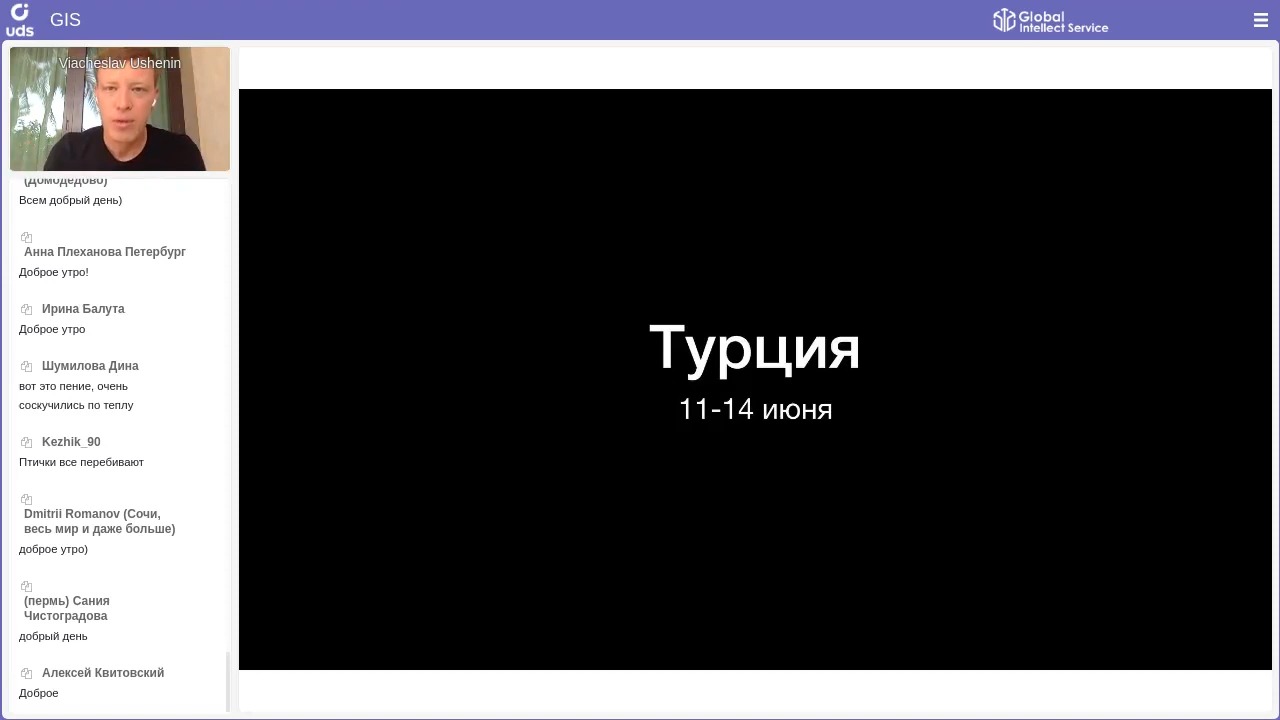 uds
GIS
Global
Intellect Service
Viacheslav Ushenin
(Домодедово)
Всем добрый день)
Анна Плеханова Петербург
Доброе утро!
Ирина Балута
Доброе утро
Шумилова Дина
вот это пение, очень
соскучились по теплу
Kezhik_90
Птички все перебивают
Dmitrii Romanov (Сочи,
весь мир и даже больше)
доброе утро)
(пермь) Сания
Чистоградова
добрый день
Алексей Квитовский
Доброе
Турция
11-14 июня